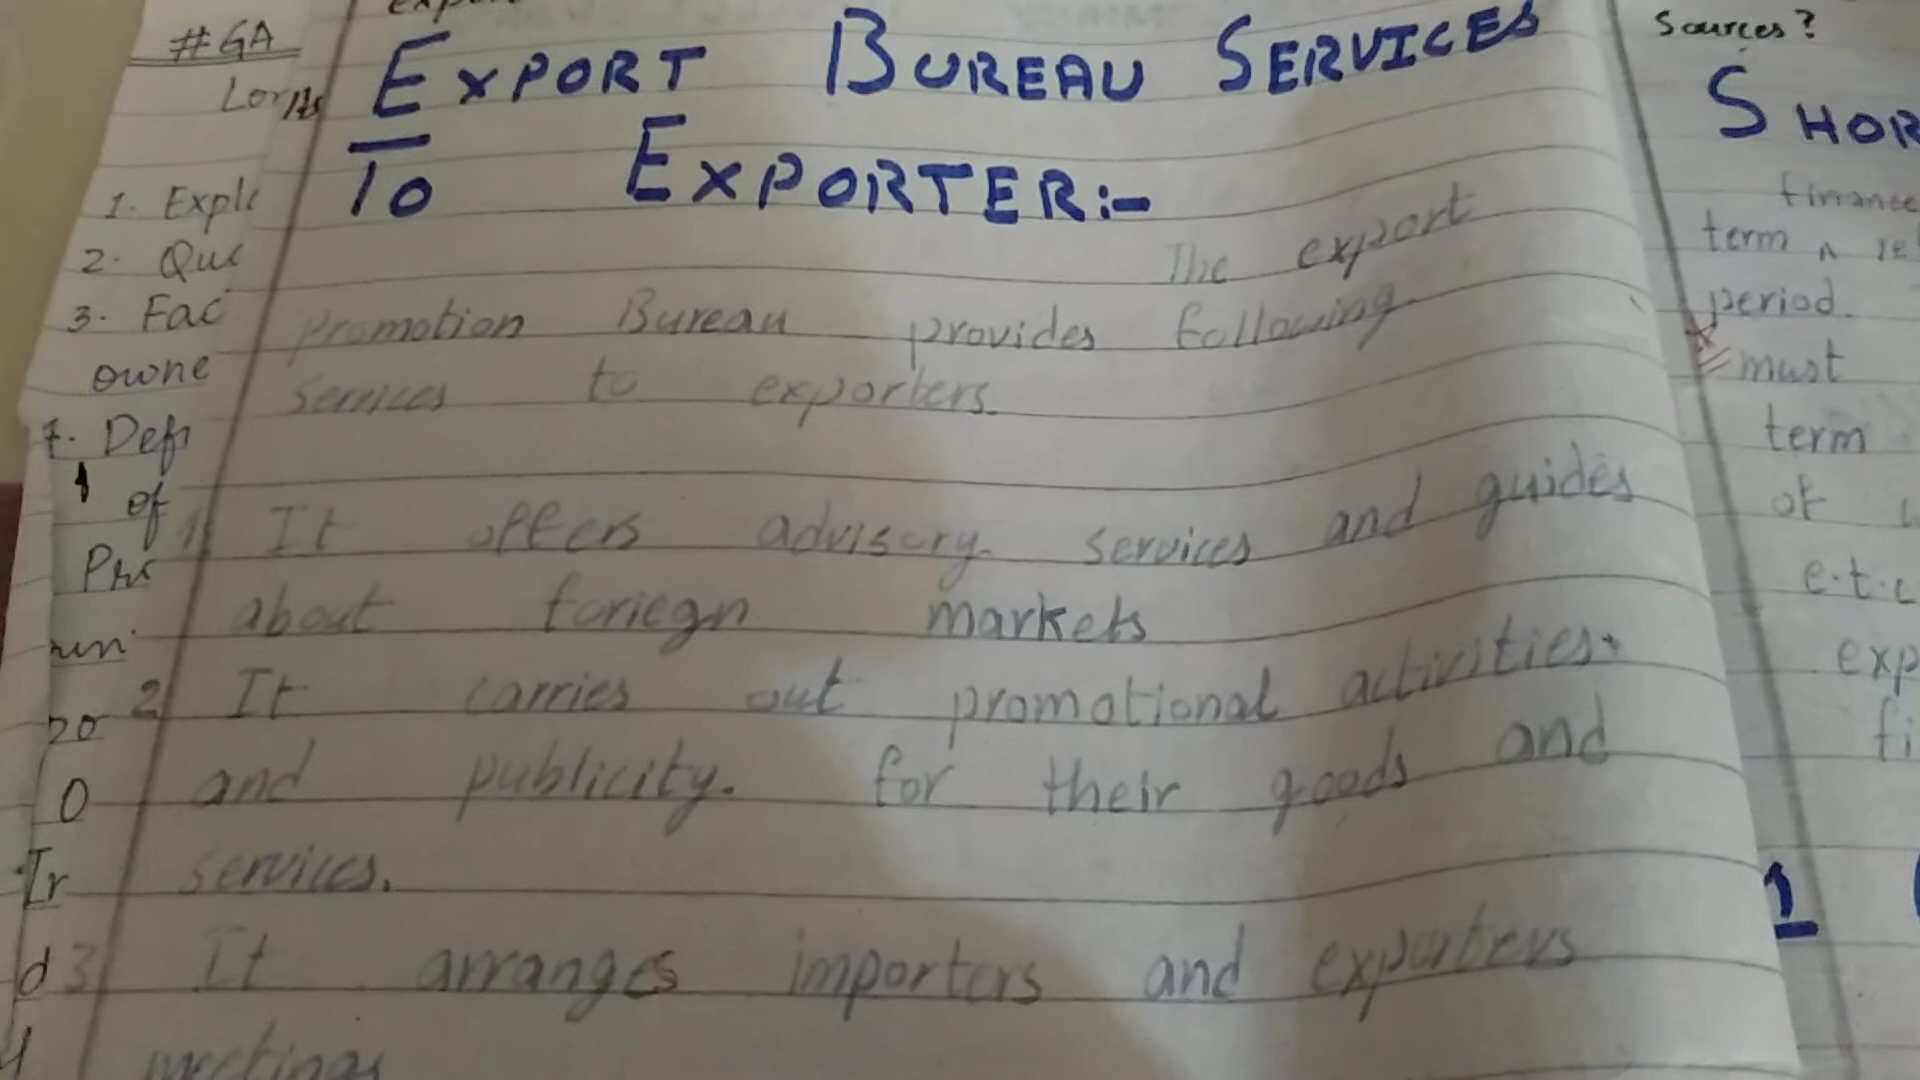 #GA
1. Expl
2. Qu
3. Fac
owne
of
EXPORT BUREAU SERVICES
TO EXPORTER:-
The export
promotion Bureau provides following
services to exporters.
1) It offers advisory services and guides
about foriegn markets
2) It carries out promotional activities.
and publicity. for their goods and
services.
3 It arranges importers and exporters
meetings
Sources?
SHOR
finance
term
period.
must
term
of
e.t.c
exp
fi
1